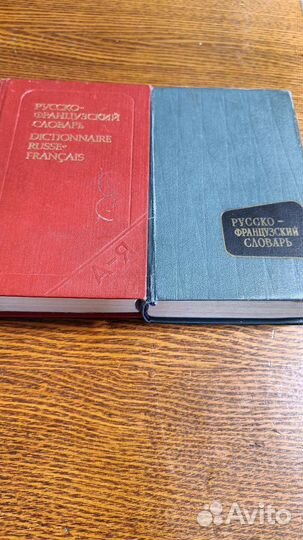 РУССКО-
ФРАНЦУЗСКИЙ
СЛОВАРЬ
DICTIONNAIRE
RUSSE-
FRANÇAIS
А-Я
РУССКО-
ФРАНЦУЗСКИЙ
СЛОВАРЬ
Avito